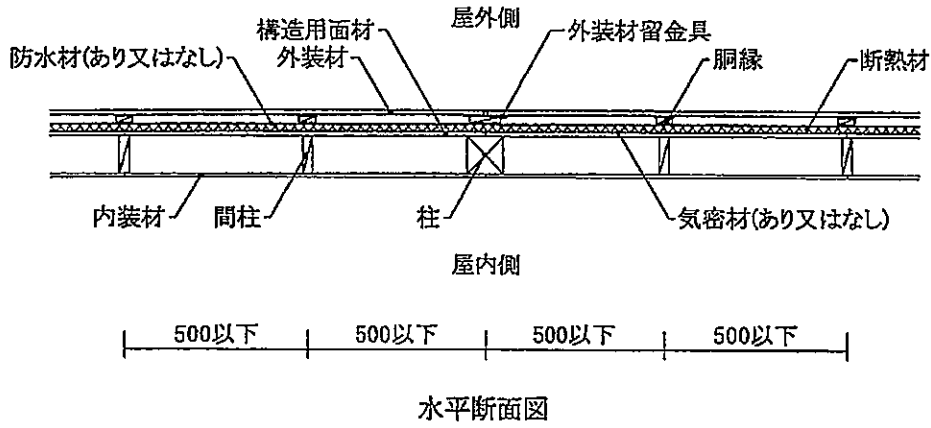 屋外側
構造用面材
外装材留金具
防水材(あり又はなし)
外装材
胴縁
断熱材
内装材
間柱
柱
気密材(あり又はなし)
屋内側
500以下
500以下
500以下
500以下
水平断面図